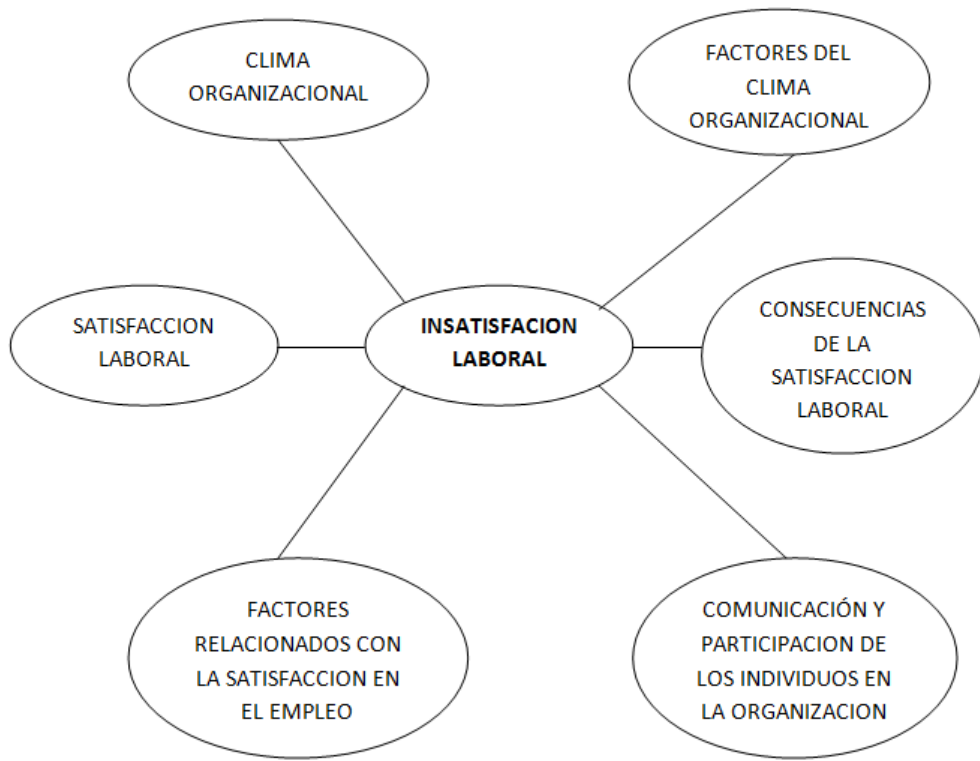 CLIMA
ORGANIZACIONAL
FACTORES DEL
CLIMA
ORGANIZACIONAL
SATISFACCION
LABORAL
INSATISFACION
LABORAL
CONSECUENCIAS
DE LA
SATISFACCION
LABORAL
FACTORES
RELACIONADOS CON
LA SATISFACCION EN
EL EMPLEO
COMUNICACIÓN Y
PARTICIPACION DE
LOS INDIVIDUOS EN
LA ORGANIZACION